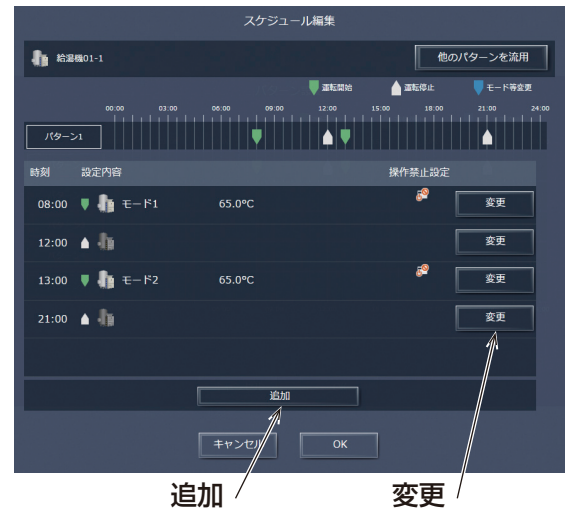 スケジュール編集
給湯機01-1
他のパターンを流用
運転開始 運転停止 モード等変更
00:00 03:00 06:00 09:00 12:00 15:00 18:00 21:00 24:00
パターン1
時刻 設定内容 操作禁止設定
08:00 モード1 65.0°C 変更
12:00 変更
13:00 モード2 65.0°C 変更
21:00 変更
追加
キャンセル OK
追加 変更